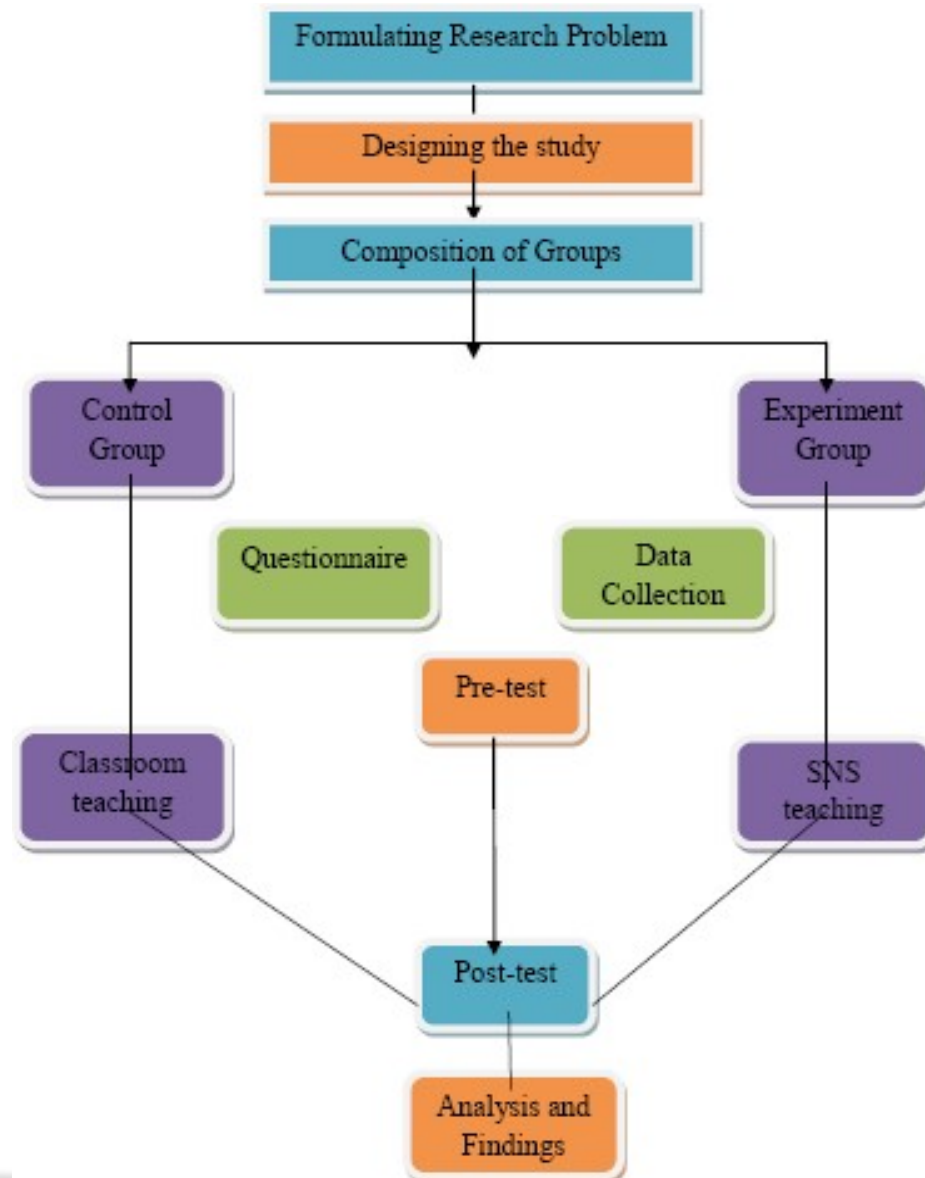 Formulating Research Problem
Designing the study
Composition of Groups
Control
Group
Experiment
Group
Questionnaire
Data
Collection
Pre-test
Classroom
teaching
SNS
teaching
Post-test
Analysis and
Findings